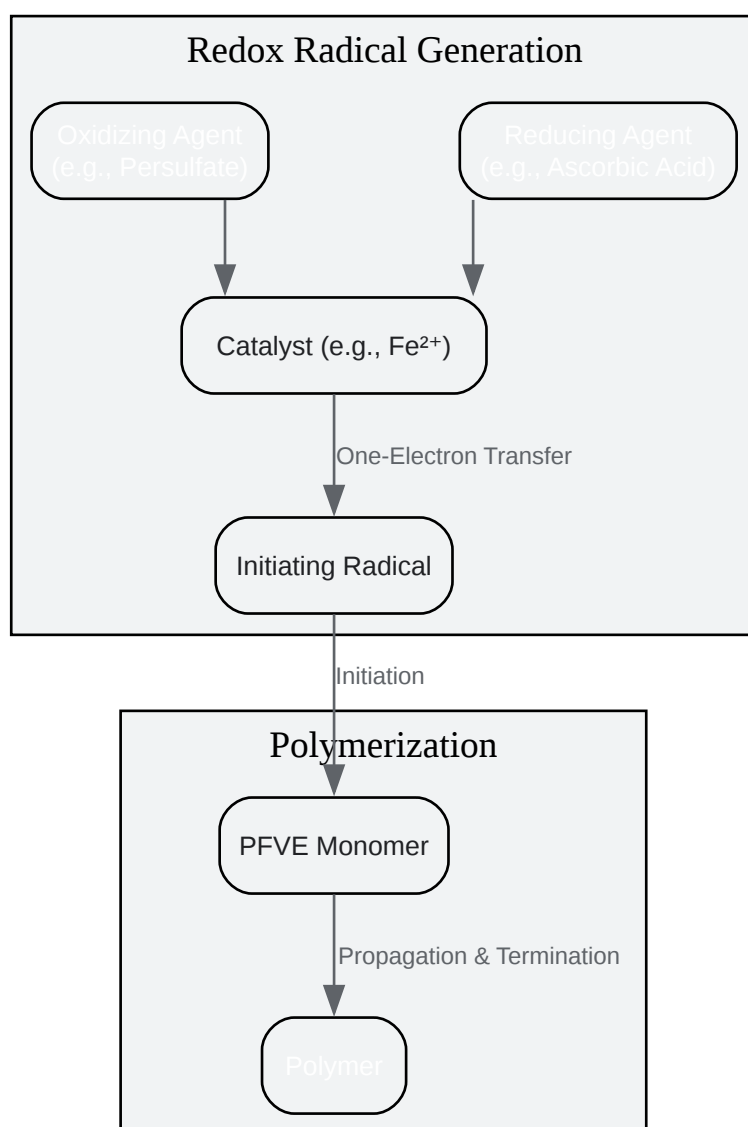 Redox Radical Generation
Oxidizing Agent
(e.g., Persulfate)
Reducing Agent
(e.g., Ascorbic Acid)
Catalyst (e.g., Fe²⁺)
One-Electron Transfer
Initiating Radical
Initiation
Polymerization
PFVE Monomer
Propagation & Termination
Polymer